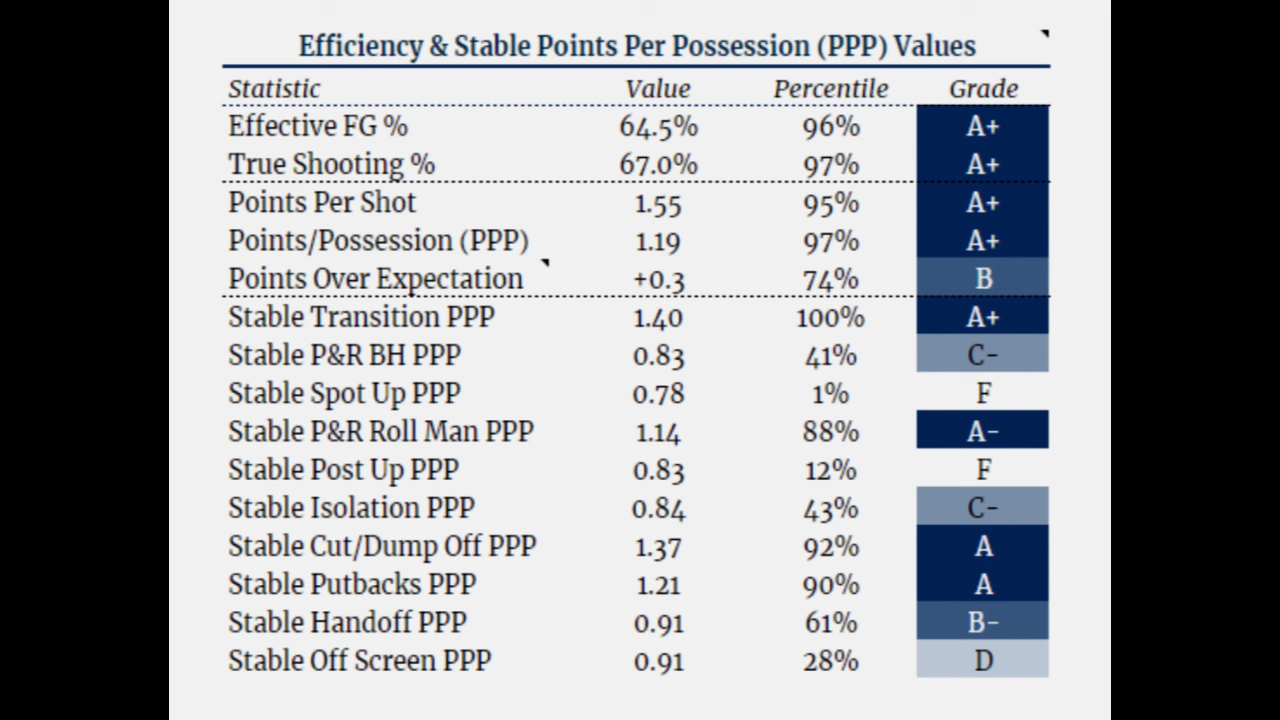 Efficiency & Stable Points Per Possession (PPP) Values
Statistic Value Percentile Grade
Effective FG % 64.5% 96% A+
True Shooting % 67.0% 97% A+
Points Per Shot 1.55 95% A+
Points/Possession (PPP) 1.19 97% A+
Points Over Expectation +0.3 74% B
Stable Transition PPP 1.40 100% A+
Stable P&R BH PPP 0.83 41% C-
Stable Spot Up PPP 0.78 1% F
Stable P&R Roll Man PPP 1.14 88% A-
Stable Post Up PPP 0.83 12% F
Stable Isolation PPP 0.84 43% C-
Stable Cut/Dump Off PPP 1.37 92% A
Stable Putbacks PPP 1.21 90% A
Stable Handoff PPP 0.91 61% B-
Stable Off Screen PPP 0.91 28% D